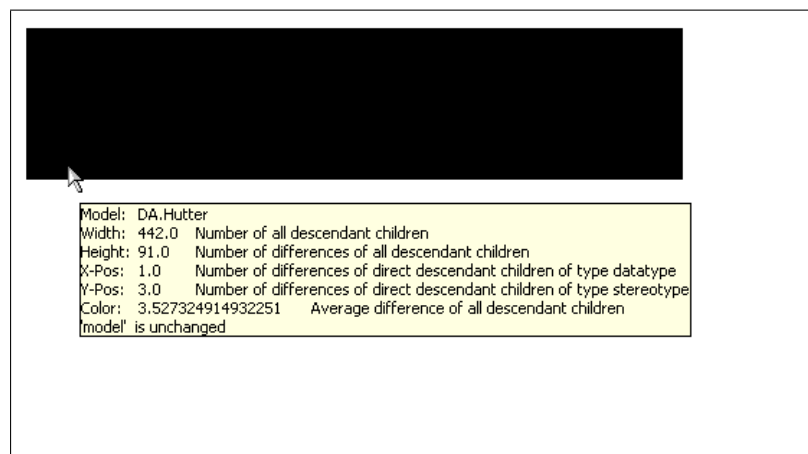 Model: DA.Hutter
Width: 442.0 Number of all descendant children
Height: 91.0 Number of differences of all descendant children
X-Pos: 1.0 Number of differences of direct descendant children of type datatype
Y-Pos: 3.0 Number of differences of direct descendant children of type stereotype
Color: 3.527324914932251 Average difference of all descendant children
'model' is unchanged